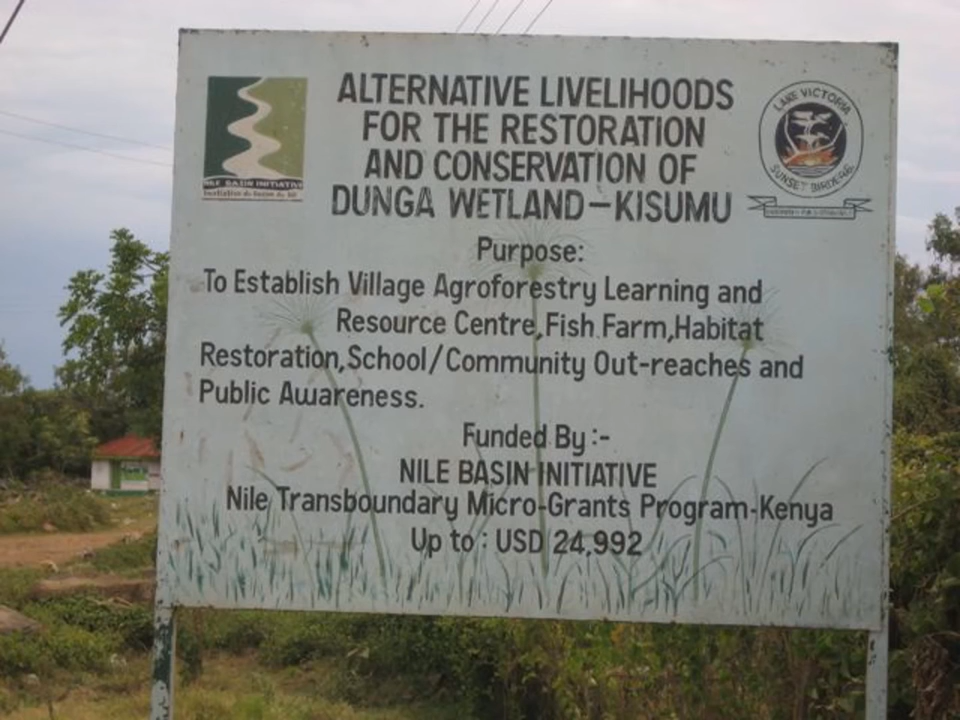 ALTERNATIVE LIVELIHOODS
FOR THE RESTORATION
AND CONSERVATION OF
DUNGA WETLAND-KISUMU
NILE BASIN INITIATIVE
LAKE VICTORIA
SUNSET BIRDERS
Purpose:
To Establish Village Agroforestry Learning and
Resource Centre,Fish Farm,Habitat
Restoration,School/Community Out-reaches and
Public Awareness.
Funded By:-
NILE BASIN INITIATIVE
Nile Transboundary Micro-Grants Program-Kenya
Up to: USD 24,992